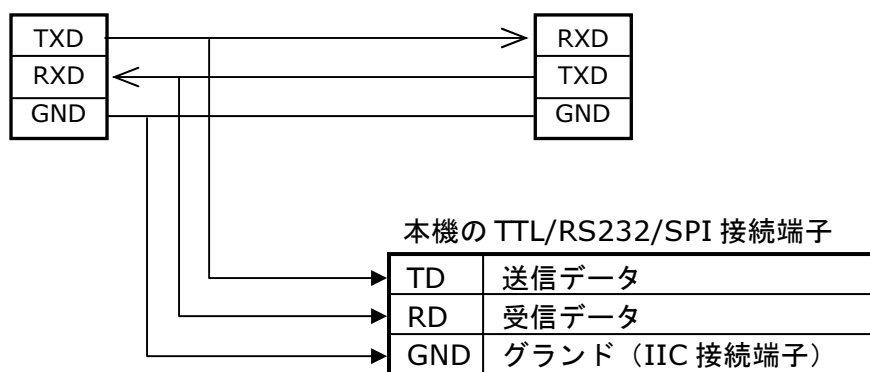 TXD RXD
RXD TXD
GND GND
本機の TTL/RS232/SPI 接続端子
TD 送信データ
RD 受信データ
GND グランド（IIC 接続端子）